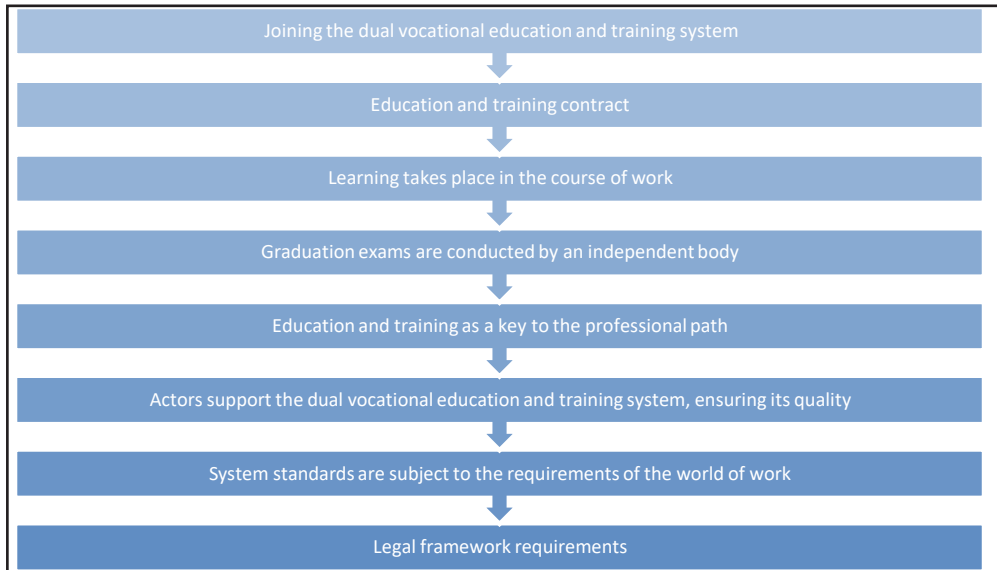 Joining the dual vocational education and training system
Education and training contract
Learning takes place in the course of work
Graduation exams are conducted by an independent body
Education and training as a key to the professional path
Actors support the dual vocational education and training system, ensuring its quality
System standards are subject to the requirements of the world of work
Legal framework requirements